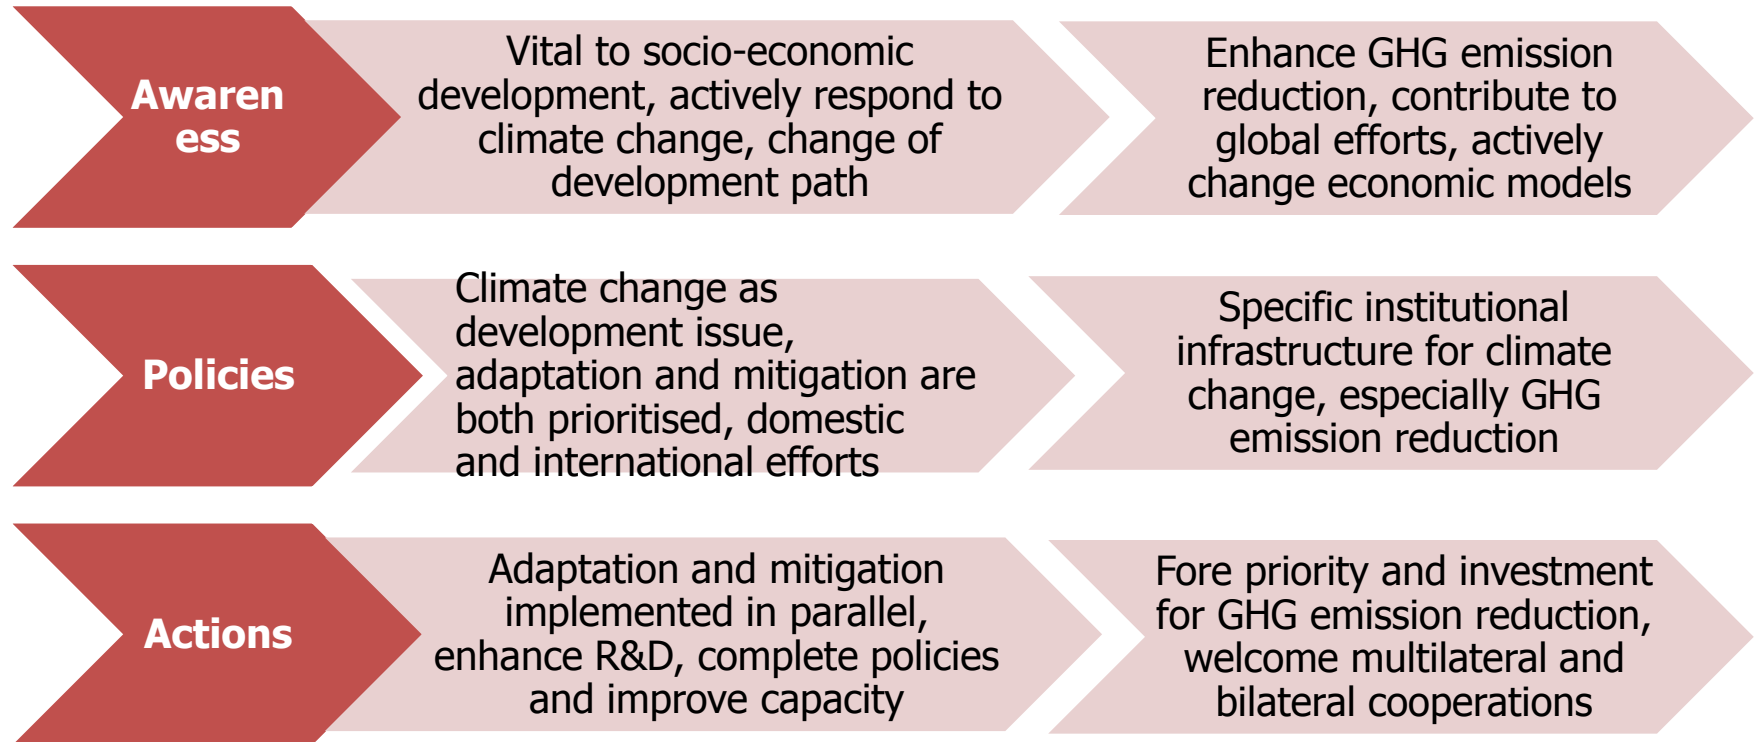 Awaren
ess
Vital to socio-economic
development, actively respond to
climate change, change of
development path
Enhance GHG emission
reduction, contribute to
global efforts, actively
change economic models
Policies
Climate change as
development issue,
adaptation and mitigation are
both prioritised, domestic
and international efforts
Specific institutional
infrastructure for climate
change, especially GHG
emission reduction
Actions
Adaptation and mitigation
implemented in parallel,
enhance R&D, complete policies
and improve capacity
Fore priority and investment
for GHG emission reduction,
welcome multilateral and
bilateral cooperations